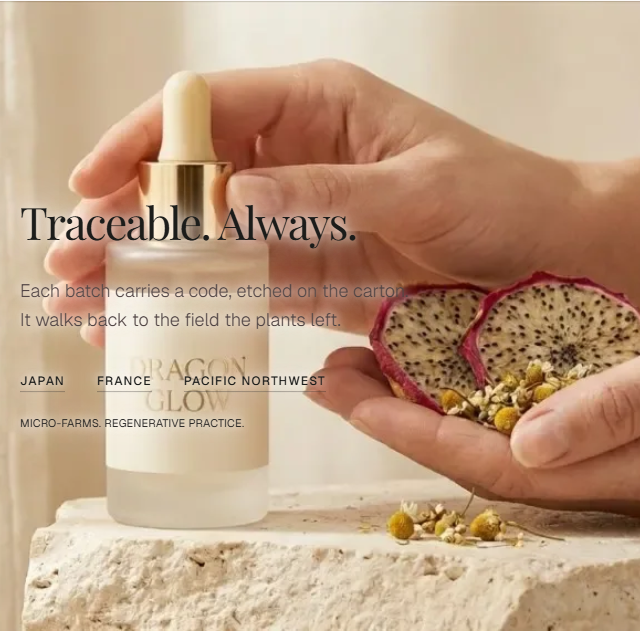 Traceable. Always.
Each batch carries a code, etched on the carton.
It walks back to the field the plants left.
DRAGON
GLOW
JAPAN FRANCE PACIFIC NORTHWEST
MICRO-FARMS. REGENERATIVE PRACTICE.